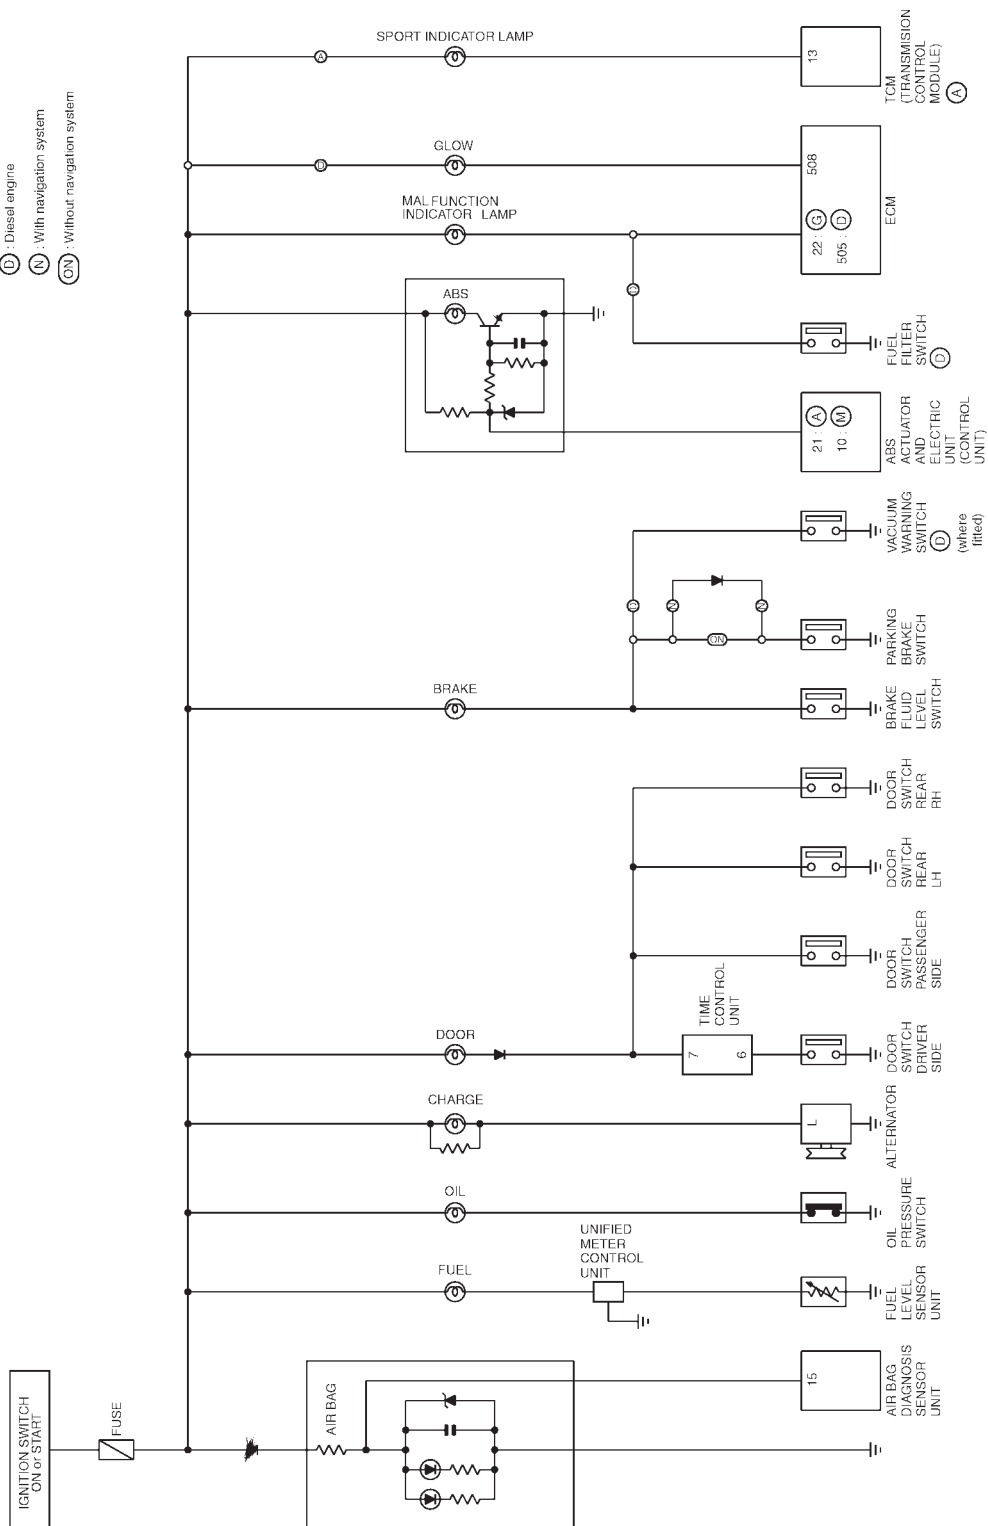 D : Diesel engine
N : With navigation system
ON : Without navigation system
SPORT INDICATOR LAMP
A
13
TCM
(TRANSMISION
CONTROL
MODULE)
A
GLOW
D
508
MALFUNCTION
INDICATOR LAMP
22 : G
505 : D
ECM
ABS
D
FUEL
FILTER
SWITCH
D
21 : A
10 : M
ABS
ACTUATOR
AND
ELECTRIC
UNIT
(CONTROL
UNIT)
VACUUM
WARNING
SWITCH
D
(where
fitted)
D
N
N
ON
PARKING
BRAKE
SWITCH
BRAKE
BRAKE
FLUID
LEVEL
SWITCH
DOOR
SWITCH
REAR
RH
DOOR
SWITCH
REAR
LH
DOOR
SWITCH
PASSENGER
SIDE
TIME
CONTROL
UNIT
DOOR
7
6
DOOR
SWITCH
DRIVER
SIDE
CHARGE
L
ALTERNATOR
OIL
OIL
PRESSURE
SWITCH
FUEL
UNIFIED
METER
CONTROL
UNIT
FUEL
LEVEL
SENSOR
UNIT
IGNITION SWITCH
ON or START
FUSE
AIR BAG
15
AIR BAG
DIAGNOSIS
SENSOR
UNIT